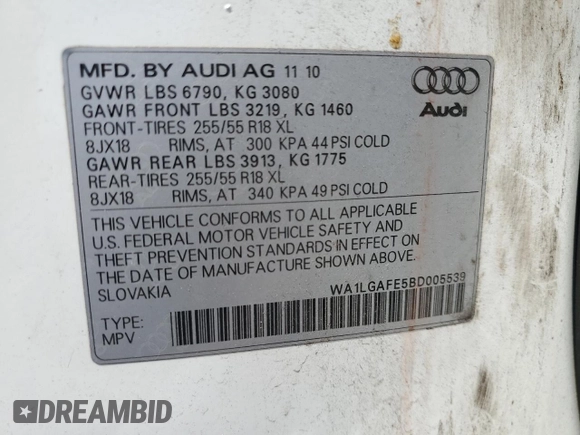 MFD. BY AUDI AG 11 10
GVWR LBS 6790, KG 3080
GAWR FRONT LBS 3219, KG 1460
FRONT-TIRES 255/55 R18 XL
8JX18 RIMS, AT 300 KPA 44 PSI COLD
GAWR REAR LBS 3913, KG 1775
REAR-TIRES 255/55 R18 XL
8JX18 RIMS, AT 340 KPA 49 PSI COLD
Audi
THIS VEHICLE CONFORMS TO ALL APPLICABLE
U.S. FEDERAL MOTOR VEHICLE SAFETY AND
THEFT PREVENTION STANDARDS IN EFFECT ON
THE DATE OF MANUFACTURE SHOWN ABOVE.
SLOVAKIA
WA1LGAFE5BD005539
TYPE:
MPV
DREAMBID